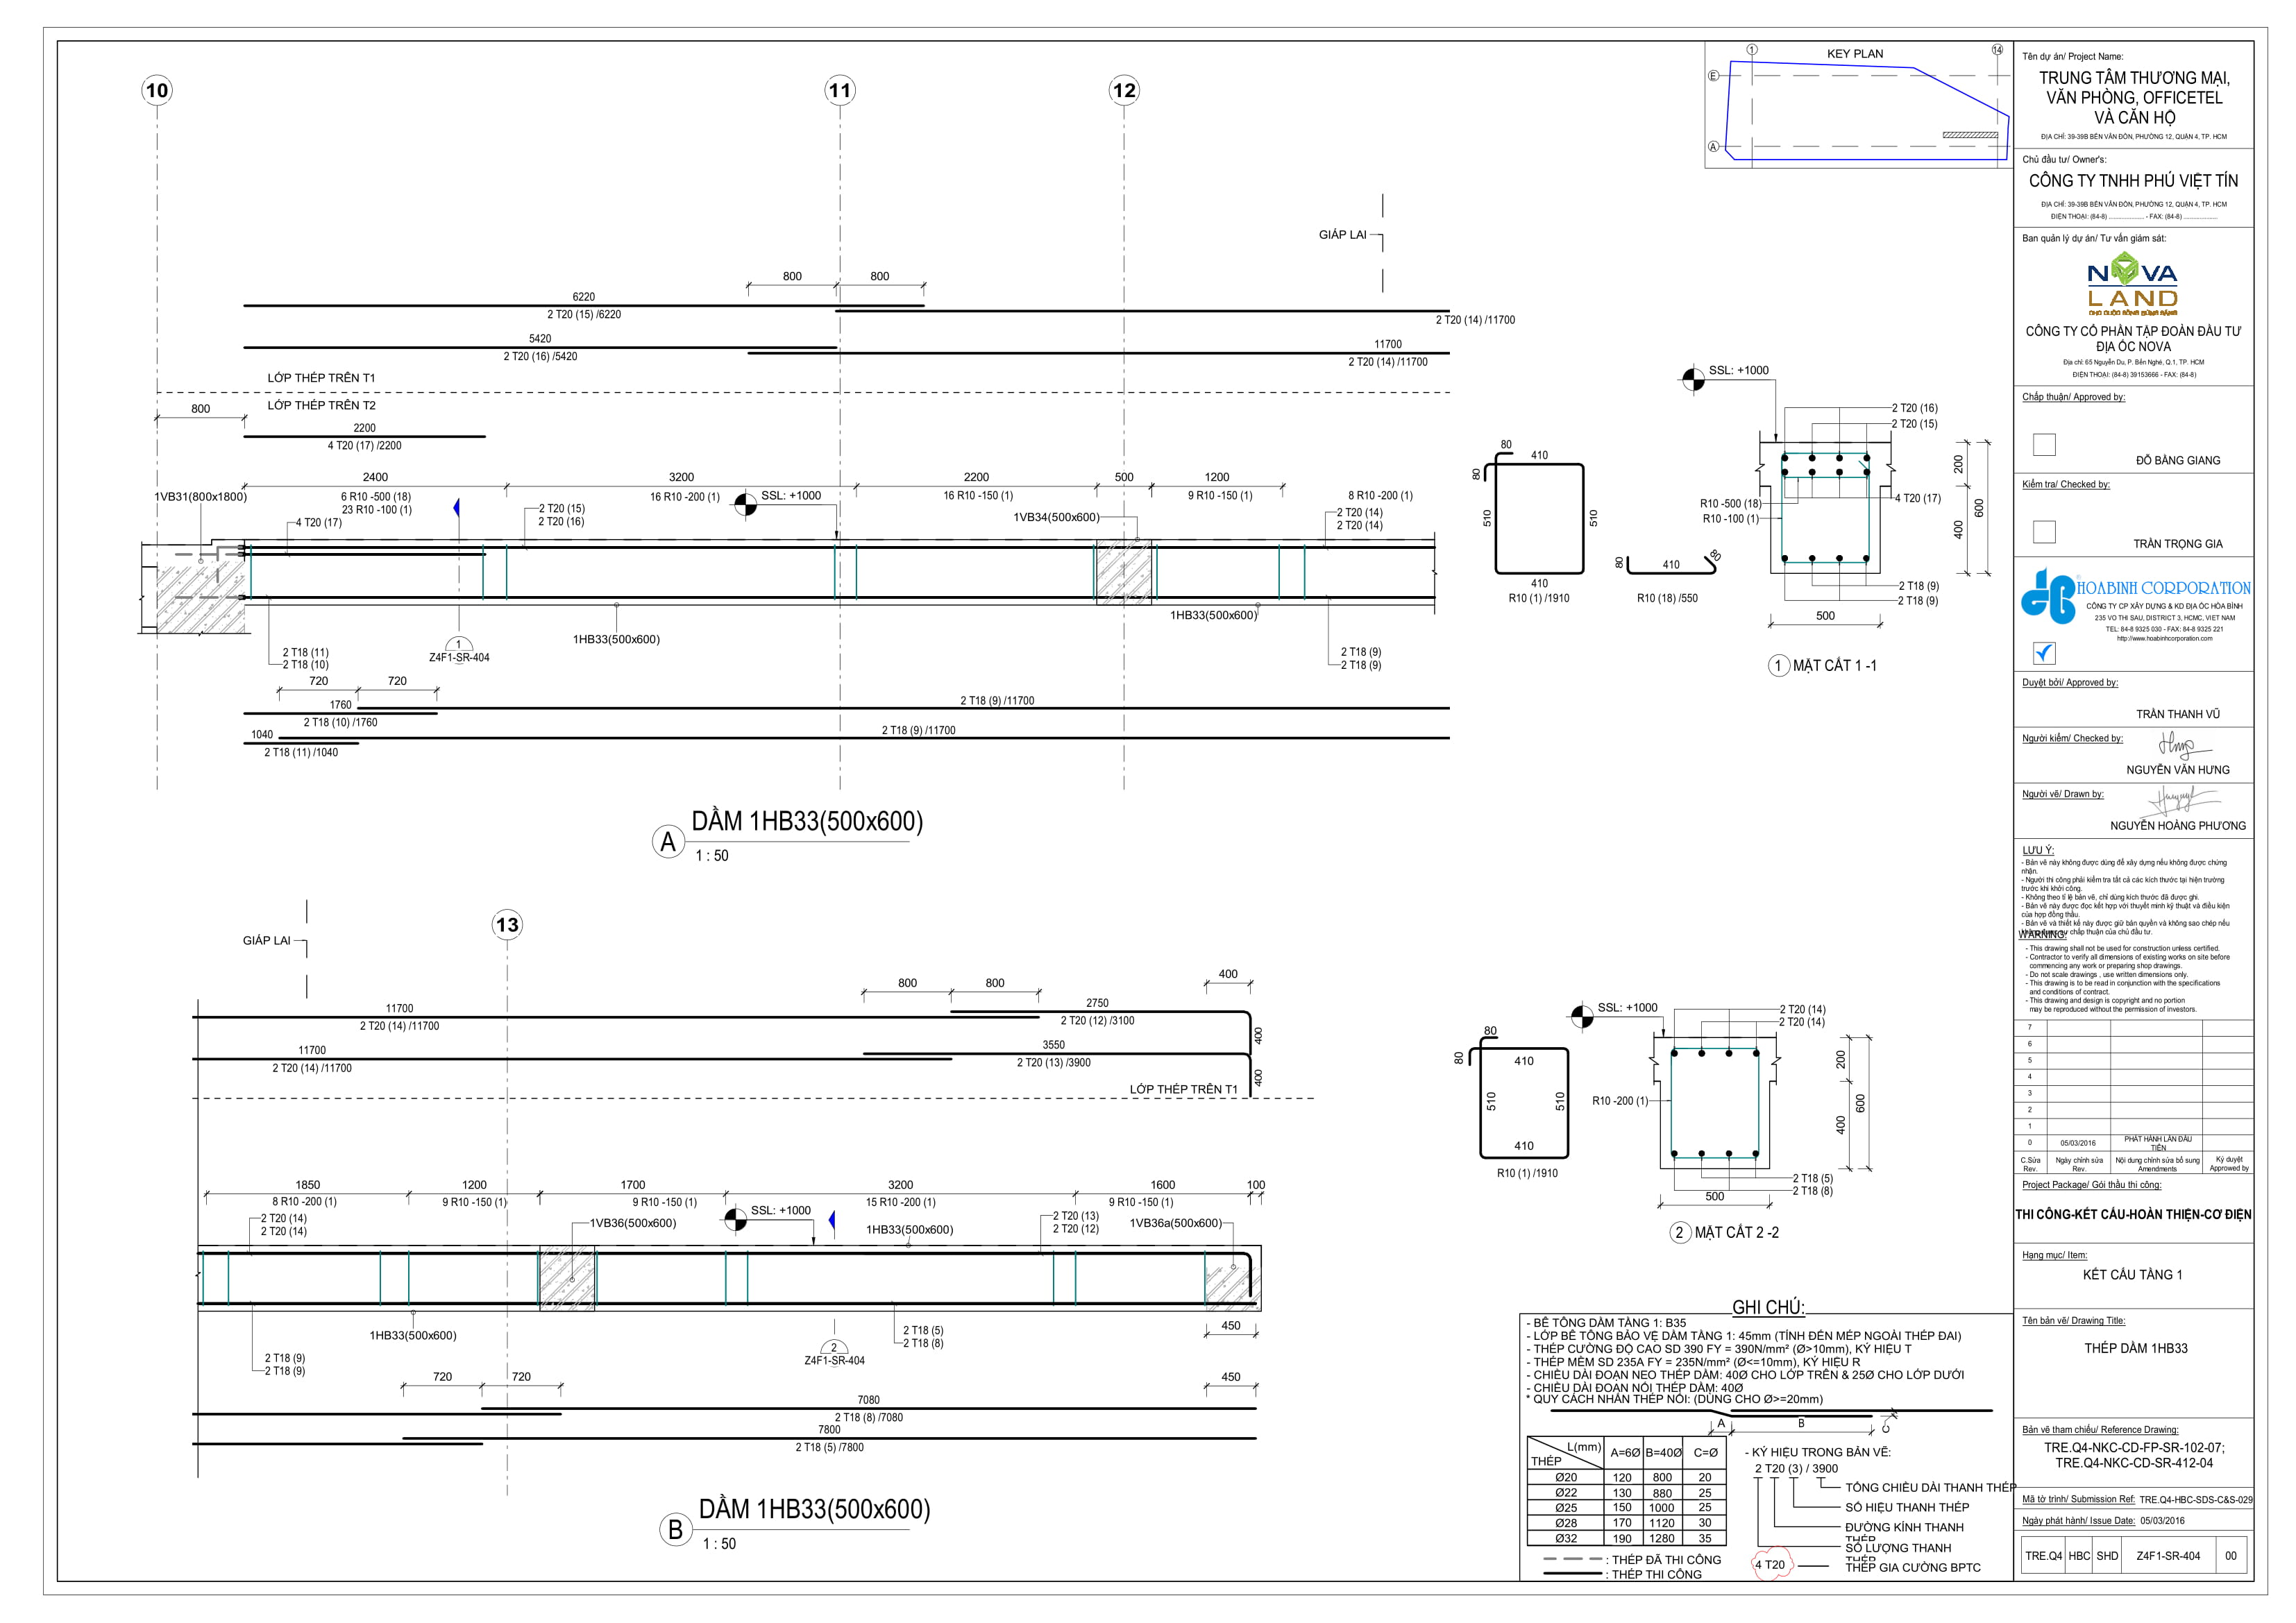 10
11
12
GIÁP LAI
800
800
6220
2 T20 (15) /6220
2 T20 (14) /11700
5420
2 T20 (16) /5420
11700
2 T20 (14) /11700
LỚP THÉP TRÊN T1
LỚP THÉP TRÊN T2
800
2200
4 T20 (17) /2200
2400
3200
2200
500
1200
1VB31(800x1800)
6 R10 -500 (18)
23 R10 -100 (1)
16 R10 -200 (1)
SSL: +1000
16 R10 -150 (1)
9 R10 -150 (1)
8 R10 -200 (1)
4 T20 (17)
2 T20 (15)
2 T20 (16)
1VB34(500x600)
2 T20 (14)
2 T20 (14)
1HB33(500x600)
1HB33(500x600)
1
Z4F1-SR-404
2 T18 (11)
2 T18 (10)
2 T18 (9)
2 T18 (9)
720
720
1760
2 T18 (10) /1760
2 T18 (9) /11700
1040
2 T18 (11) /1040
2 T18 (9) /11700
A
DẦM 1HB33(500x600)
1 : 50
80
80
410
510
510
410
R10 (1) /1910
80
410
80
R10 (18) /550
SSL: +1000
2 T20 (16)
2 T20 (15)
4 T20 (17)
R10 -500 (18)
R10 -100 (1)
200
400
600
2 T18 (9)
2 T18 (9)
500
1
MẶT CẮT 1 -1
GIÁP LAI
13
11700
2 T20 (14) /11700
800
800
2750
2 T20 (12) /3100
400
400
11700
2 T20 (14) /11700
3550
2 T20 (13) /3900
400
LỚP THÉP TRÊN T1
1850
1200
1700
3200
1600
100
8 R10 -200 (1)
9 R10 -150 (1)
9 R10 -150 (1)
15 R10 -200 (1)
9 R10 -150 (1)
2 T20 (14)
2 T20 (14)
1VB36(500x600)
SSL: +1000
1HB33(500x600)
2 T20 (13)
2 T20 (12)
1VB36a(500x600)
1HB33(500x600)
2 T18 (9)
2 T18 (9)
2
Z4F1-SR-404
2 T18 (5)
2 T18 (8)
450
720
720
450
7080
2 T18 (8) /7080
7800
2 T18 (5) /7800
B
DẦM 1HB33(500x600)
1 : 50
80
80
410
510
510
410
R10 (1) /1910
SSL: +1000
2 T20 (14)
2 T20 (14)
R10 -200 (1)
200
400
600
2 T18 (5)
2 T18 (8)
500
2
MẶT CẮT 2 -2
GHI CHÚ:
- BÊ TÔNG DẦM TẦNG 1: B35
- LỚP BÊ TÔNG BẢO VỆ DẦM TẦNG 1: 45mm (TÍNH ĐẾN MÉP NGOÀI THÉP ĐAI)
- THÉP CƯỜNG ĐỘ CAO SD 390 FY = 390N/mm² (Ø>10mm), KÝ HIỆU T
- THÉP MỀM SD 235A FY = 235N/mm² (Ø<=10mm), KÝ HIỆU R
- CHIỀU DÀI ĐOẠN NEO THÉP DẦM: 40Ø CHO LỚP TRÊN & 25Ø CHO LỚP DƯỚI
- CHIỀU DÀI ĐOẠN NỐI THÉP DẦM: 40Ø
* QUY CÁCH NHẤN THÉP NỐI: (DÙNG CHO Ø>=20mm)
A
B
C
L(mm)
THÉP
A=6Ø
B=40Ø
C=Ø
Ø20 120 800 20
Ø22 130 880 25
Ø25 150 1000 25
Ø28 170 1120 30
Ø32 190 1280 35
: THÉP ĐÃ THI CÔNG
: THÉP THI CÔNG
- KÝ HIỆU TRONG BẢN VẼ:
2 T20 (3) / 3900
TỔNG CHIỀU DÀI THANH THÉP
SỐ HIỆU THANH THÉP
ĐƯỜNG KÍNH THANH
THÉP
SỐ LƯỢNG THANH
THÉP
4 T20
THÉP GIA CƯỜNG BPTC
KEY PLAN
1
14
E
A
Tên dự án/ Project Name:
TRUNG TÂM THƯƠNG MẠI,
VĂN PHÒNG, OFFICETEL
VÀ CĂN HỘ
ĐỊA CHỈ: 39-39B BẾN VÂN ĐỒN, PHƯỜNG 12, QUẬN 4, TP. HCM
Chủ đầu tư/ Owner's:
CÔNG TY TNHH PHÚ VIỆT TÍN
ĐỊA CHỈ: 39-39B BẾN VÂN ĐỒN, PHƯỜNG 12, QUẬN 4, TP. HCM
ĐIỆN THOẠI: (84-8) .................... - FAX: (84-8) ...................
Ban quản lý dự án/ Tư vấn giám sát:
NOVA
LAND
CÔNG TY CỔ PHẦN TẬP ĐOÀN ĐẦU TƯ
ĐỊA ỐC NOVA
Địa chỉ: 65 Nguyễn Du, P. Bến Nghé, Q.1, TP. HCM
ĐIỆN THOẠI: (84-8) 39153666 - FAX: (84-8)
Chấp thuận/ Approved by:
ĐỖ BẰNG GIANG
Kiểm tra/ Checked by:
TRẦN TRỌNG GIA
HOABINH CORPORATION
CÔNG TY CP XÂY DỰNG & KD ĐỊA ỐC HÒA BÌNH
235 VO THI SAU, DISTRICT 3, HCMC, VIET NAM
TEL: 84-8 9325 030 - FAX: 84-8 9325 221
http://www.hoabinhcorporation.com
Duyệt bởi/ Approved by:
TRẦN THANH VŨ
Người kiểm/ Checked by:
NGUYỄN VĂN HƯNG
Người vẽ/ Drawn by:
NGUYỄN HOÀNG PHƯƠNG
LƯU Ý:
- Bản vẽ này không được dùng để xây dựng nếu không được chứng
nhận.
- Người thi công phải kiểm tra tất cả các kích thước tại hiện trường
trước khi khởi công.
- Không theo tỉ lệ bản vẽ, chỉ dùng kích thước đã được ghi.
- Bản vẽ này được đọc kết hợp với thuyết minh kỹ thuật và điều kiện
của hợp đồng thầu.
- Bản vẽ và thiết kế này được giữ bản quyền và không sao chép nếu
chấp thuận của chủ đầu tư.
WARNING:
- This drawing shall not be used for construction unless certified.
- Contractor to verify all dimensions of existing works on site before
commencing any work or preparing shop drawings.
- Do not scale drawings , use written dimensions only.
- This drawing is to be read in conjunction with the specifications
and conditions of contract.
- This drawing and design is copyright and no portion
may be reproduced without the permission of investors.
7
6
5
4
3
2
1
0 05/03/2016 PHÁT HÀNH LẦN ĐẦU
TIÊN
C.Sửa
Rev.
Ngày chỉnh sửa
Rev.
Nội dung chỉnh sửa bổ sung
Amendments
Ký duyệt
Approved by
Project Package/ Gói thầu thi công:
THI CÔNG-KẾT CẤU-HOÀN THIỆN-CƠ ĐIỆN
Hạng mục/ Item:
KẾT CẤU TẦNG 1
Tên bản vẽ/ Drawing Title:
THÉP DẦM 1HB33
Bản vẽ tham chiếu/ Reference Drawing:
TRE.Q4-NKC-CD-FP-SR-102-07;
TRE.Q4-NKC-CD-SR-412-04
Mã tờ trình/ Submission Ref: TRE.Q4-HBC-SDS-C&S-029
Ngày phát hành/ Issue Date: 05/03/2016
TRE.Q4 HBC SHD Z4F1-SR-404 00